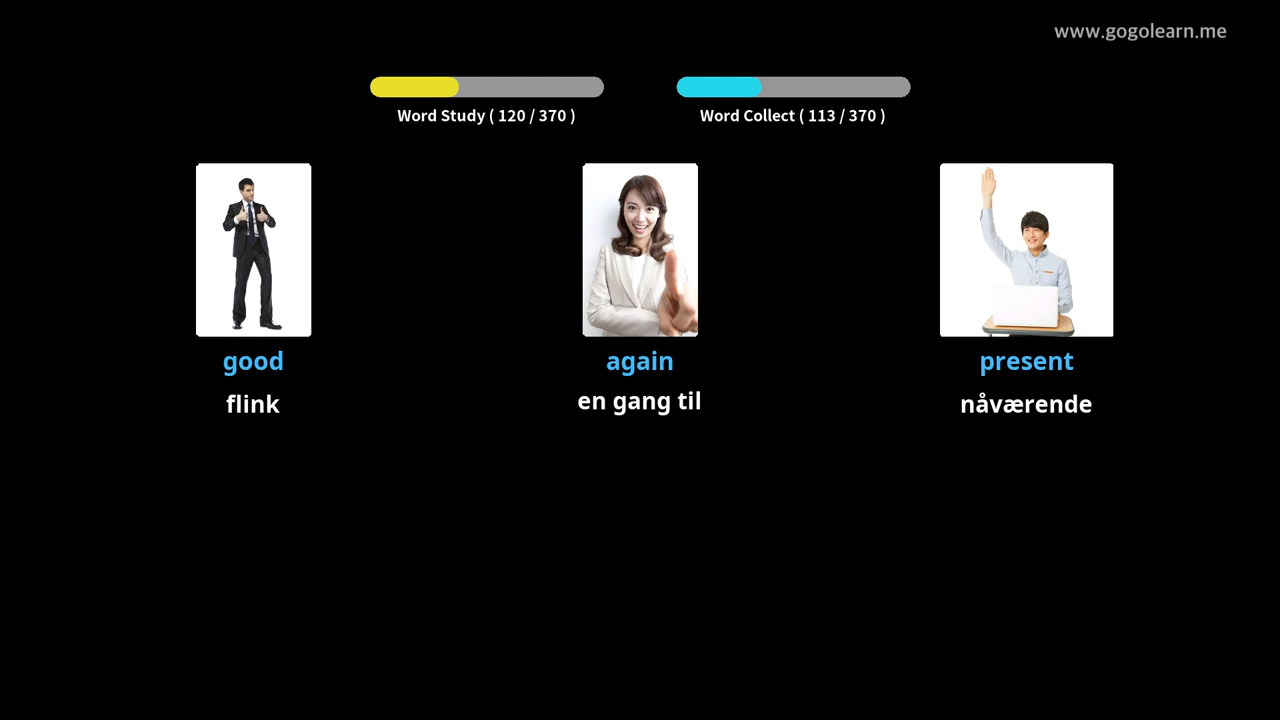 www.gogolearn.me
Word Study ( 120 / 370 )
Word Collect ( 113 / 370 )
good
again
present
flink
en gang til
nåværende